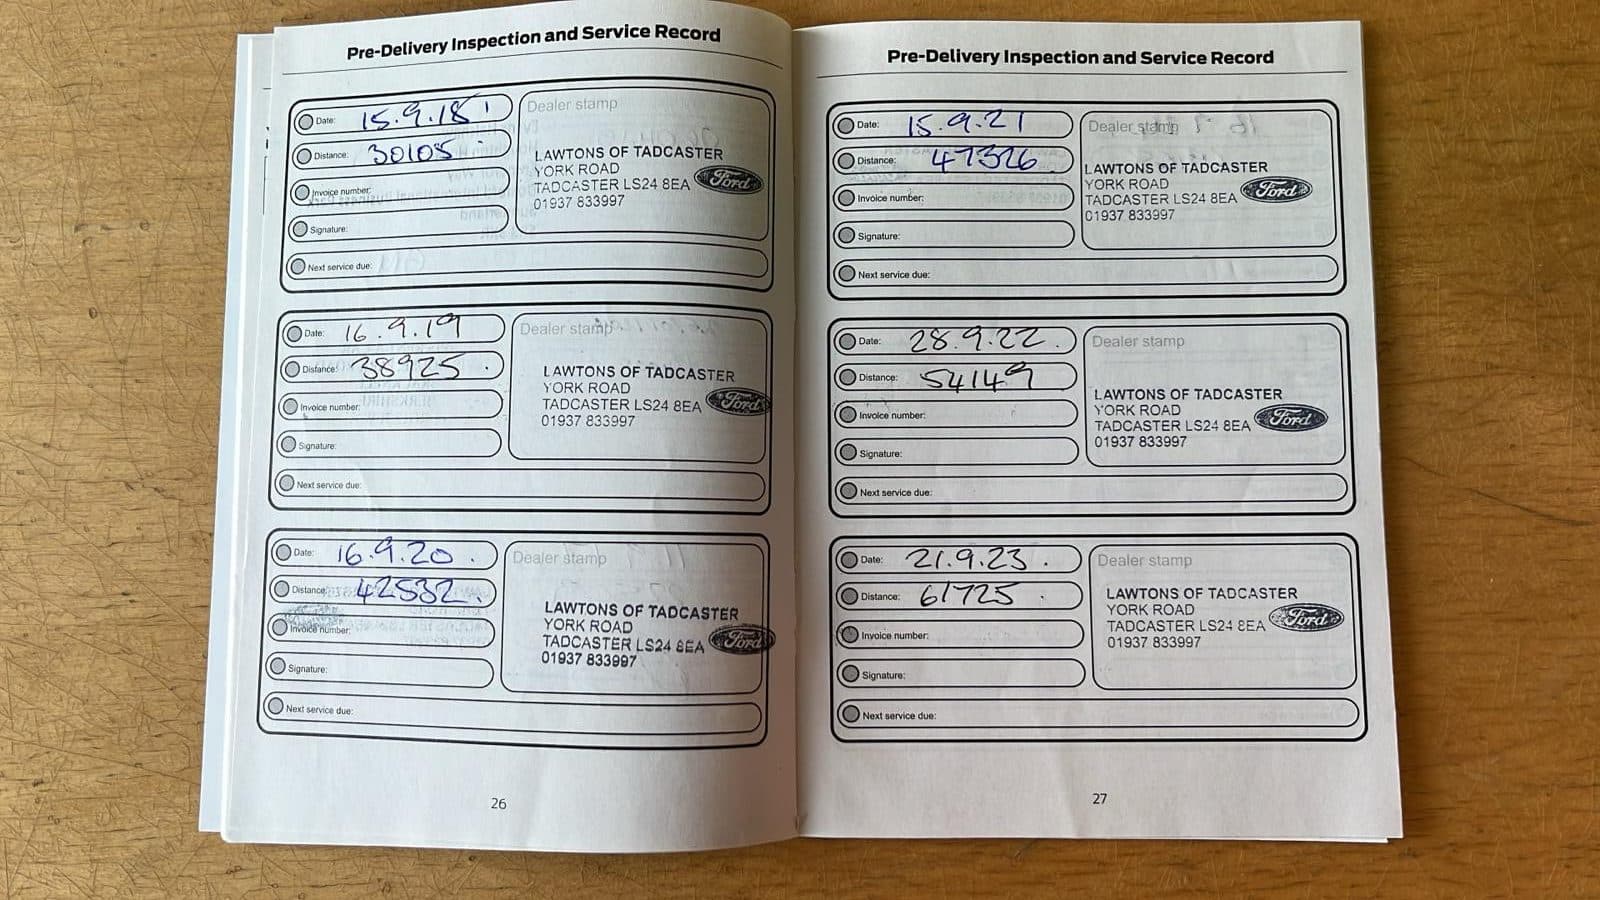 Pre-Delivery Inspection and Service Record
Date: 15.9.18
Distance: 30105
Invoice number:
Signature:
Next service due:
Dealer stamp
LAWTONS OF TADCASTER
YORK ROAD
TADCASTER LS24 8EA
01937 833997
Ford
Date: 16.9.19
Distance: 38925
Invoice number:
Signature:
Next service due:
Dealer stamp
LAWTONS OF TADCASTER
YORK ROAD
TADCASTER LS24 8EA
01937 833997
Ford
Date: 16.9.20
Distance: 42532
Invoice number:
Signature:
Next service due:
Dealer stamp
LAWTONS OF TADCASTER
YORK ROAD
TADCASTER LS24 8EA
01937 833997
Ford
26
Pre-Delivery Inspection and Service Record
Date: 15.9.21
Distance: 47326
Invoice number:
Signature:
Next service due:
Dealer stamp
LAWTONS OF TADCASTER
YORK ROAD
TADCASTER LS24 8EA
01937 833997
Ford
Date: 28.9.22
Distance: 54149
Invoice number:
Signature:
Next service due:
Dealer stamp
LAWTONS OF TADCASTER
YORK ROAD
TADCASTER LS24 8EA
01937 833997
Ford
Date: 21.9.23
Distance: 61725
Invoice number:
Signature:
Next service due:
Dealer stamp
LAWTONS OF TADCASTER
YORK ROAD
TADCASTER LS24 8EA
01937 833997
Ford
27